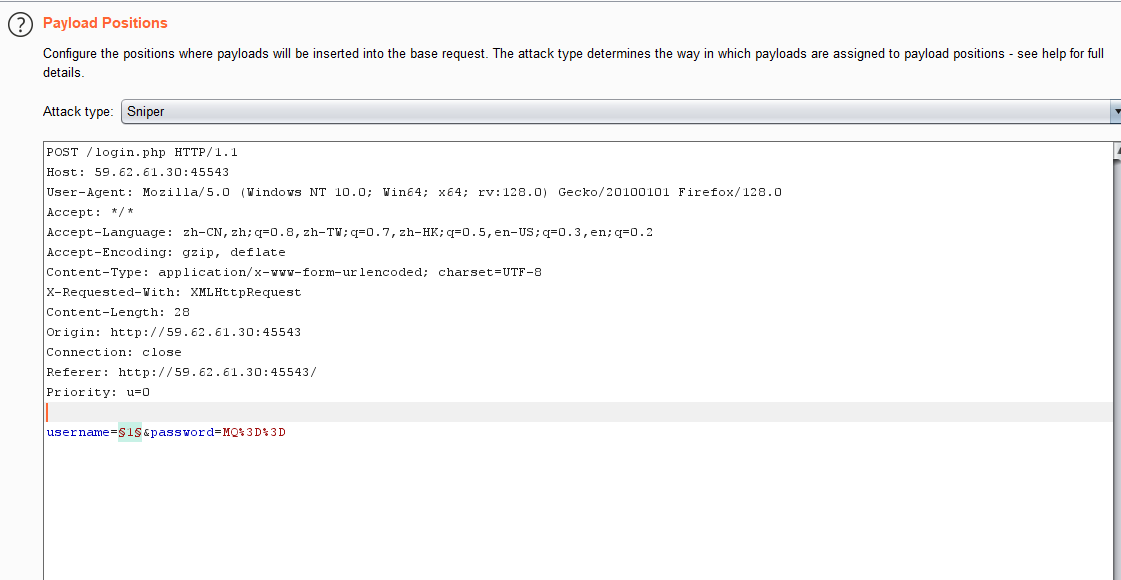 ?
Payload Positions
Configure the positions where payloads will be inserted into the base request. The attack type determines the way in which payloads are assigned to payload positions - see help for full
details.
Attack type: Sniper
POST /login.php HTTP/1.1
Host: 59.62.61.30:45543
User-Agent: Mozilla/5.0 (Windows NT 10.0; Win64; x64; rv:128.0) Gecko/20100101 Firefox/128.0
Accept: */*
Accept-Language: zh-CN,zh;q=0.8,zh-TW;q=0.7,zh-HK;q=0.5,en-US;q=0.3,en;q=0.2
Accept-Encoding: gzip, deflate
Content-Type: application/x-www-form-urlencoded; charset=UTF-8
X-Requested-With: XMLHttpRequest
Content-Length: 28
Origin: http://59.62.61.30:45543
Connection: close
Referer: http://59.62.61.30:45543/
Priority: u=0
username=§1§&password=MQ%3D%3D